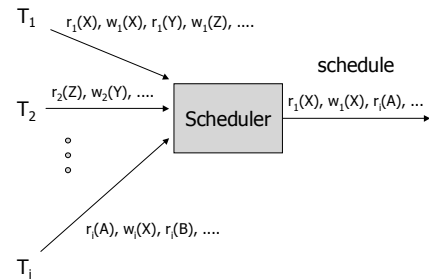 T1
r1(X), w1(X), r1(Y), w1(Z), ....
schedule
r2(Z), w2(Y), ....
r1(X), w1(X), ri(A), ...
T2
Scheduler
ri(A), wi(X), ri(B), ....
Ti